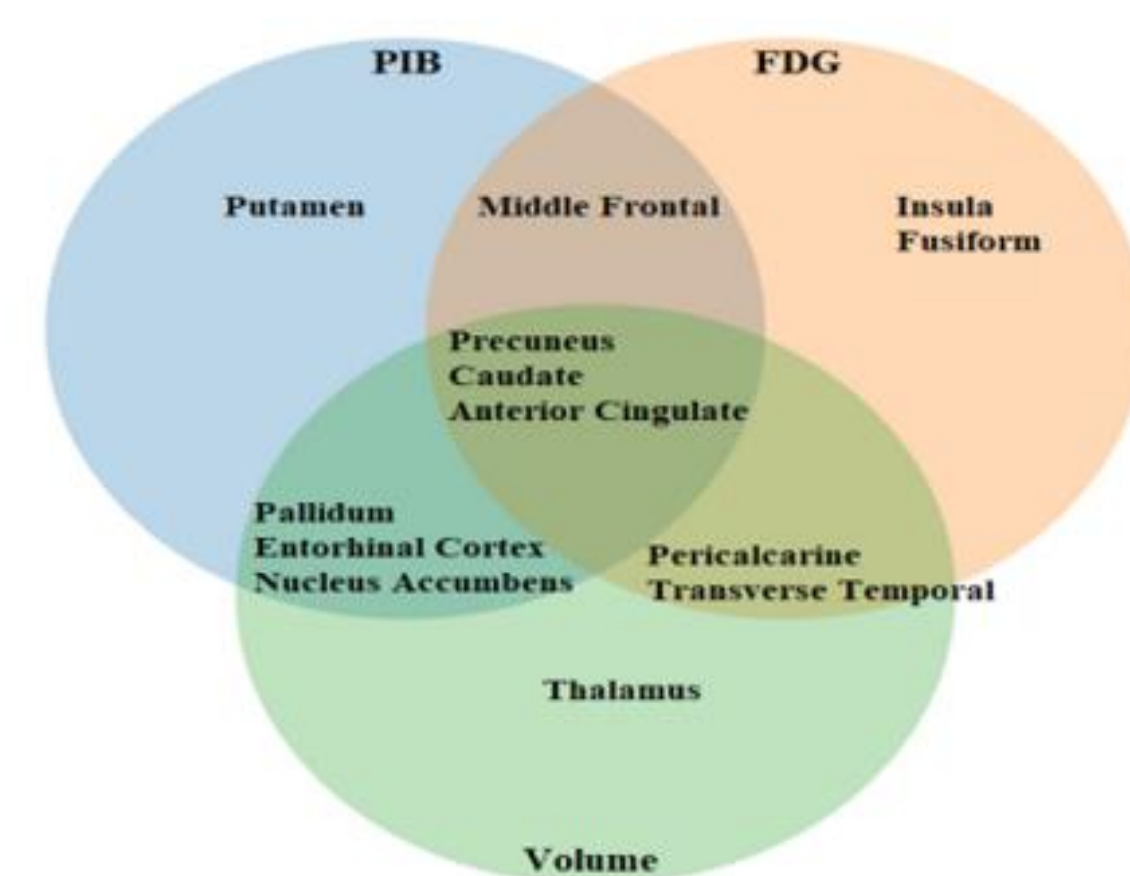 PIB
FDG
Putamen
Middle Frontal
Insula
Fusiform
Precuneus
Caudate
Anterior Cingulate
Pallidum
Entorhinal Cortex
Nucleus Accumbens
Pericalcarine
Transverse Temporal
Thalamus
Volume